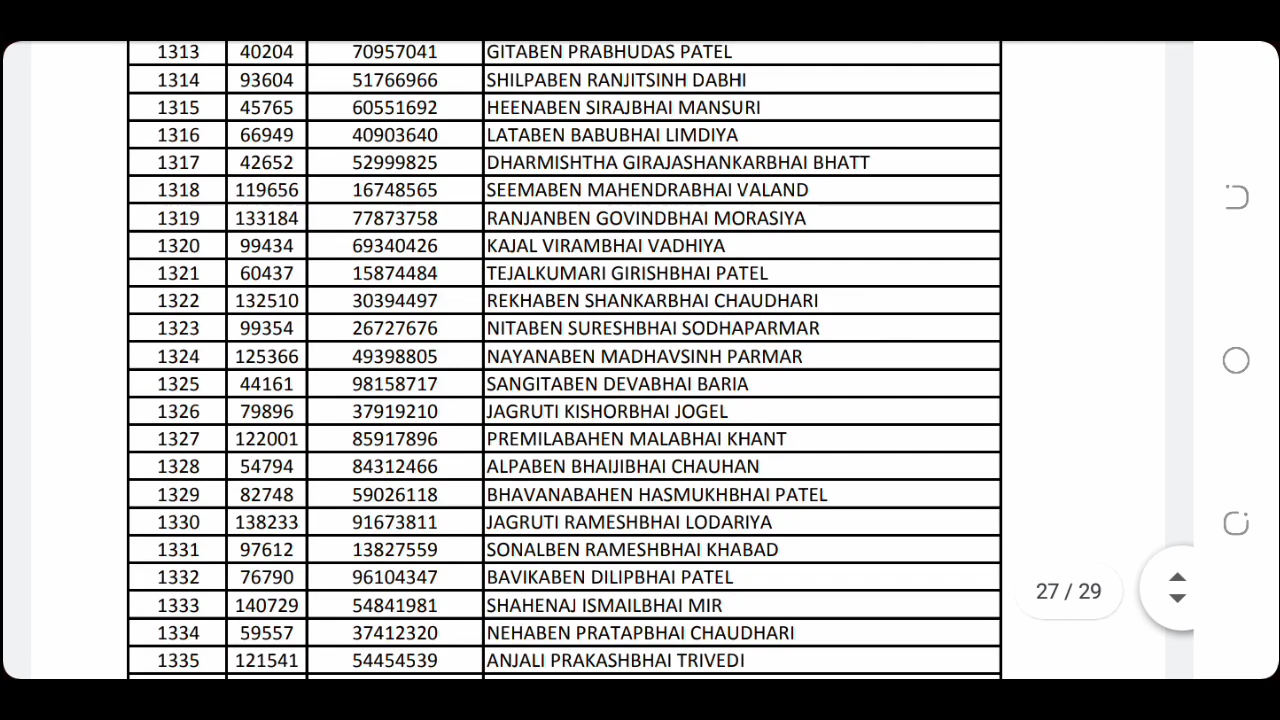 1313 40204 70957041 GITABEN PRABHUDAS PATEL
1314 93604 51766966 SHILPABEN RANJITSINH DABHI
1315 45765 60551692 HEENABEN SIRAJBHAI MANSURI
1316 66949 40903640 LATABEN BABUBHAI LIMDIYA
1317 42652 52999825 DHARMISHTHA GIRAJASHANKARBHAI BHATT
1318 119656 16748565 SEEMABEN MAHENDRABHAI VALAND
1319 133184 77873758 RANJANBEN GOVINDBHAI MORASIYA
1320 99434 69340426 KAJAL VIRAMBHAI VADHIYA
1321 60437 15874484 TEJALKUMARI GIRISHBHAI PATEL
1322 132510 30394497 REKHABEN SHANKARBHAI CHAUDHARI
1323 99354 26727676 NITABEN SURESHBHAI SODHAPARMAR
1324 125366 49398805 NAYANABEN MADHAVSINH PARMAR
1325 44161 98158717 SANGITABEN DEVABHAI BARIA
1326 79896 37919210 JAGRUTI KISHORBHAI JOGEL
1327 122001 85917896 PREMILABAHEN MALABHAI KHANT
1328 54794 84312466 ALPABEN BHAIJIBHAI CHAUHAN
1329 82748 59026118 BHAVANABAHEN HASMUKHBHAI PATEL
1330 138233 91673811 JAGRUTI RAMESHBHAI LODARIYA
1331 97612 13827559 SONALBEN RAMESHBHAI KHABAD
1332 76790 96104347 BAVIKABEN DILIPBHAI PATEL
1333 140729 54841981 SHAHENAJ ISMAILBHAI MIR
1334 59557 37412320 NEHABEN PRATAPBHAI CHAUDHARI
1335 121541 54454539 ANJALI PRAKASHBHAI TRIVEDI
27 / 29